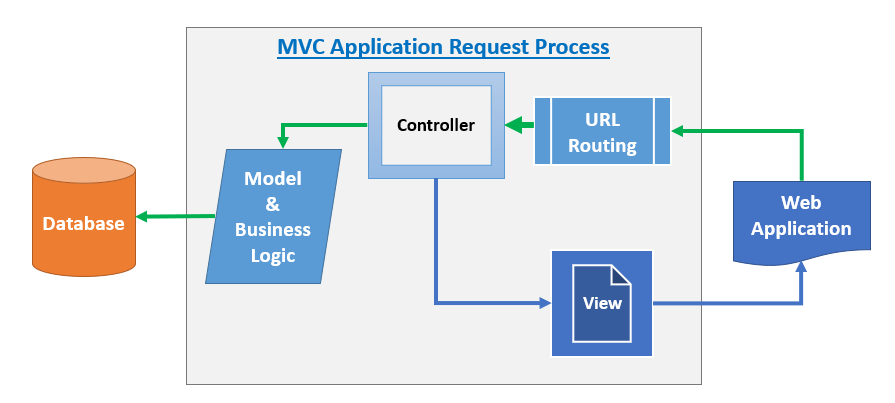 MVC Application Request Process
Controller
URL
Routing
Model
&
Business
Logic
Database
Web
Application
View